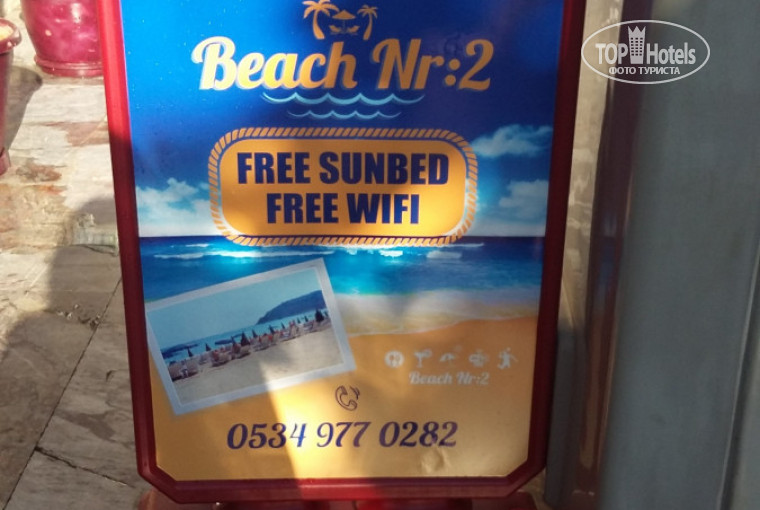 Beach Nr:2
TOP Hotels
ФОТО ТУРИСТА
FREE SUNBED
FREE WIFI
Beach Nr:2
0534 977 0282